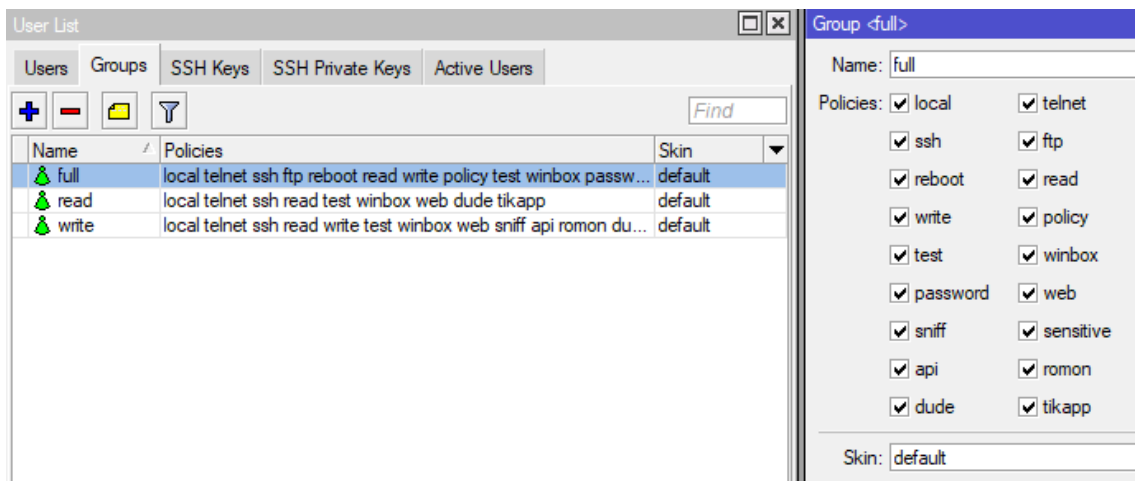 User List
Users Groups SSH Keys SSH Private Keys Active Users
Find
Name Policies Skin
full local telnet ssh ftp reboot read write policy test winbox passw... default
read local telnet ssh read test winbox web dude tikapp default
write local telnet ssh read write test winbox web sniff api romon du... default
Group <full>
Name: full
Policies: local telnet
ssh ftp
reboot read
write policy
test winbox
password web
sniff sensitive
api romon
dude tikapp
Skin: default